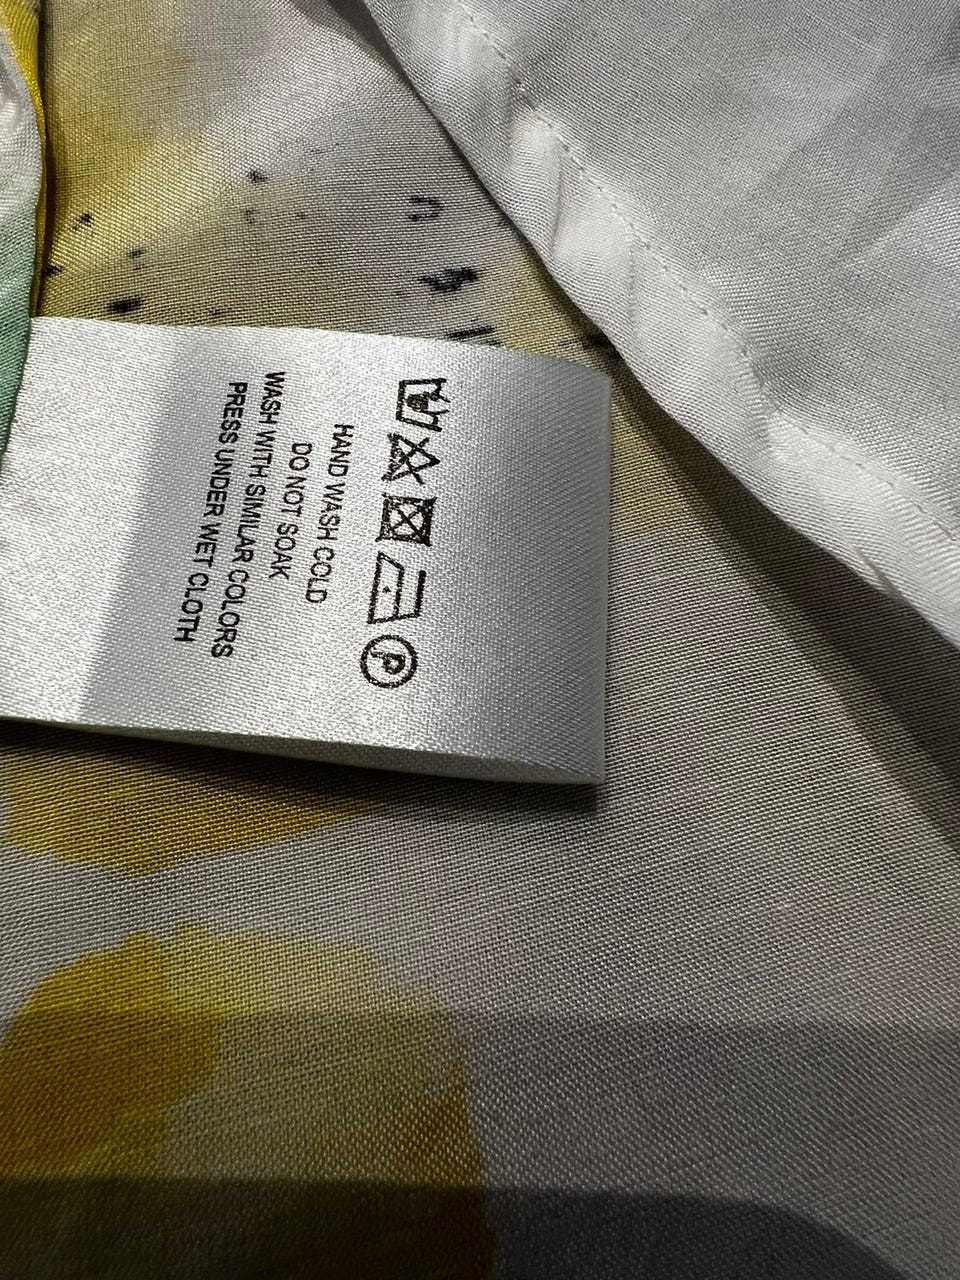 P
HAND WASH COLD
DO NOT SOAK
WASH WITH SIMILAR COLORS
PRESS UNDER WET CLOTH